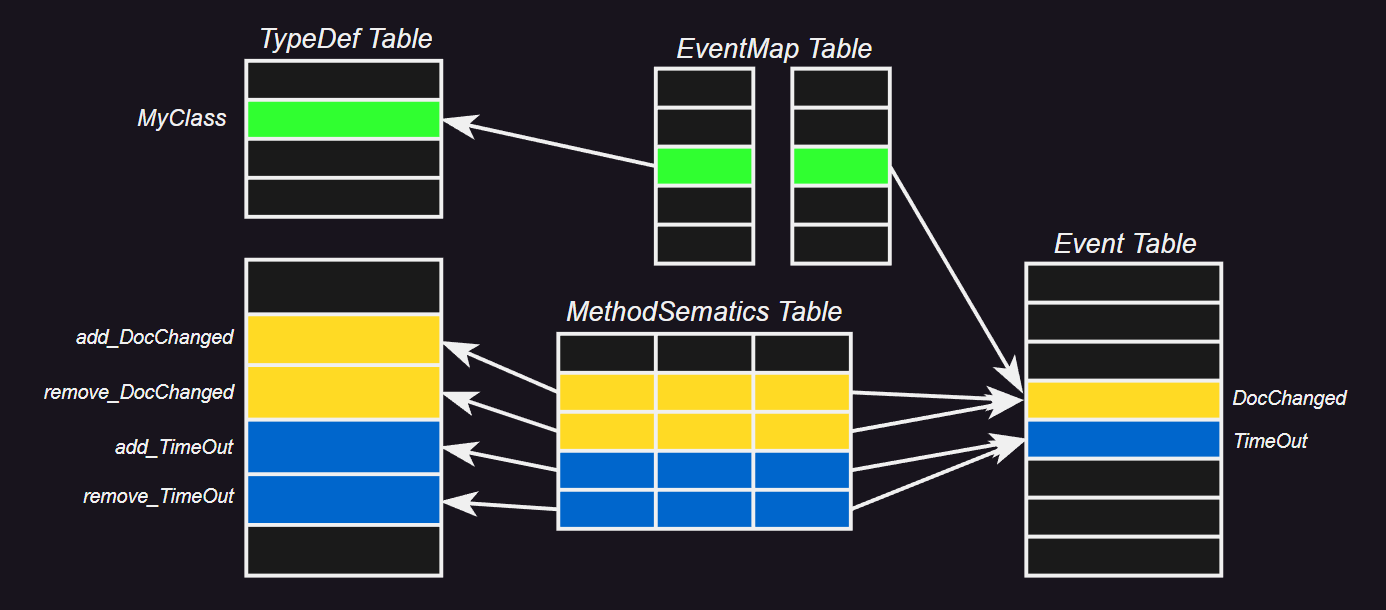 TypeDef Table
EventMap Table
MyClass
Event Table
MethodSematics Table
add_DocChanged
remove_DocChanged
DocChanged
add_TimeOut
TimeOut
remove_TimeOut